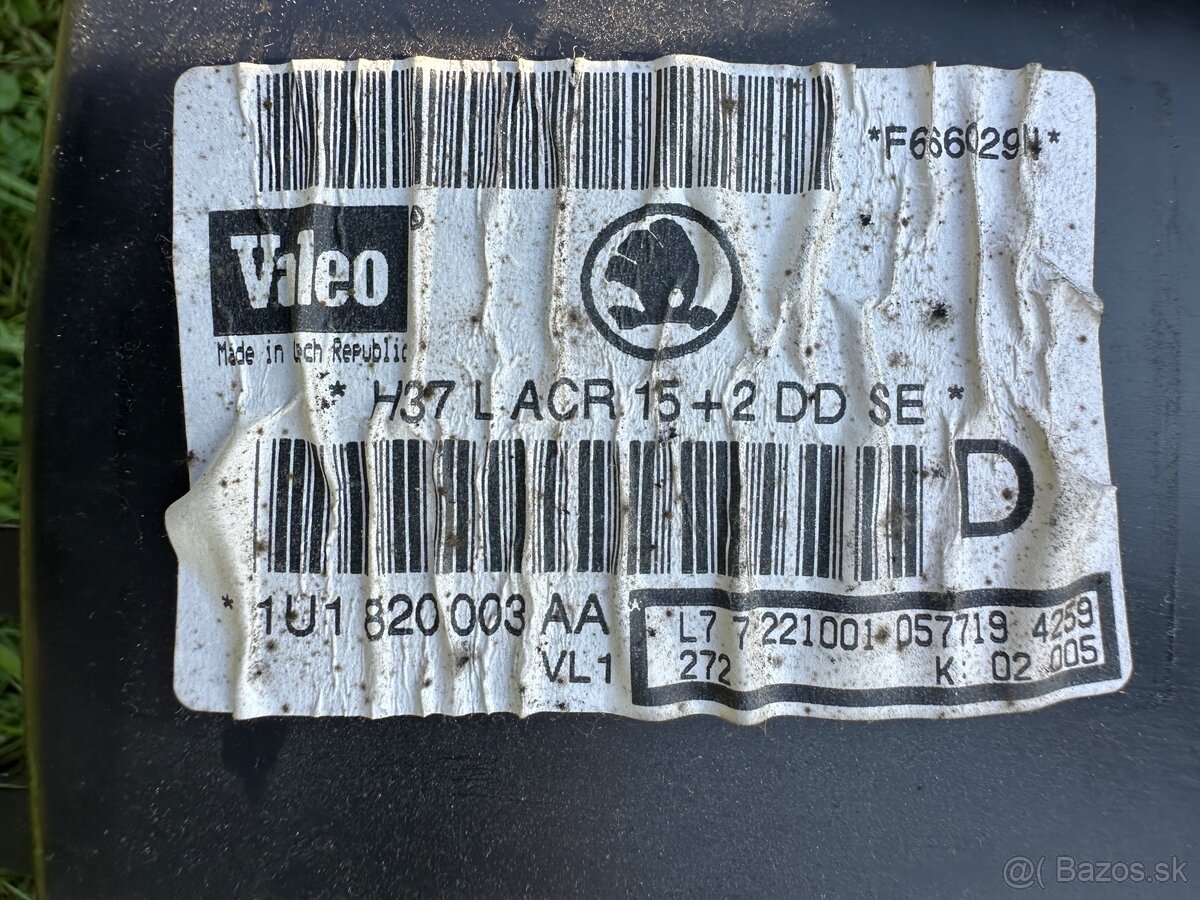 *F666029W*
Valeo
Made in Czech Republic
* H37 L ACR 15+2 DD SE *
D
* 1U1 820 003 AA *
VL1
L7 7 221001 057719 4259
272 K: 02 005
@( Bazos.sk